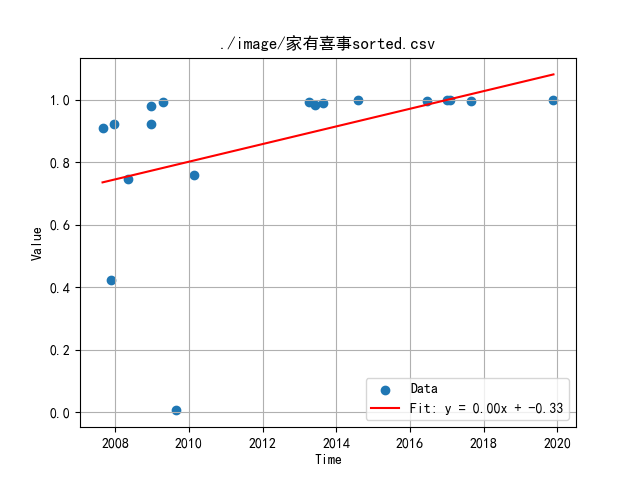 ./image/家有喜事sorted.csv
1.0
0.8
0.6
0.4
0.2
0.0
Value
2008 2010 2012 2014 2016 2018 2020
Time
Data
Fit: y = 0.00x + -0.33